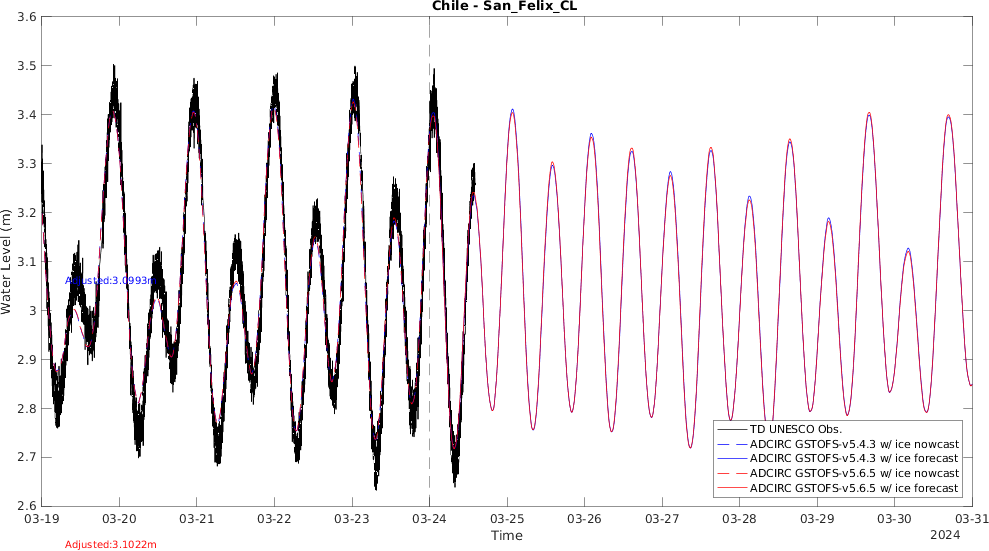 Chile - San_Felix_CL
Water Level (m)
3.6
3.5
3.4
3.3
3.2
3.1
3
2.9
2.8
2.7
2.6
Adjusted:3.0993m
TD UNESCO Obs.
ADCIRC GSTOFS-v5.4.3 w/ ice nowcast
ADCIRC GSTOFS-v5.4.3 w/ ice forecast
ADCIRC GSTOFS-v5.6.5 w/ ice nowcast
ADCIRC GSTOFS-v5.6.5 w/ ice forecast
03-19 03-20 03-21 03-22 03-23 03-24 03-25 03-26 03-27 03-28 03-29 03-30 03-31
Time
2024
Adjusted:3.1022m